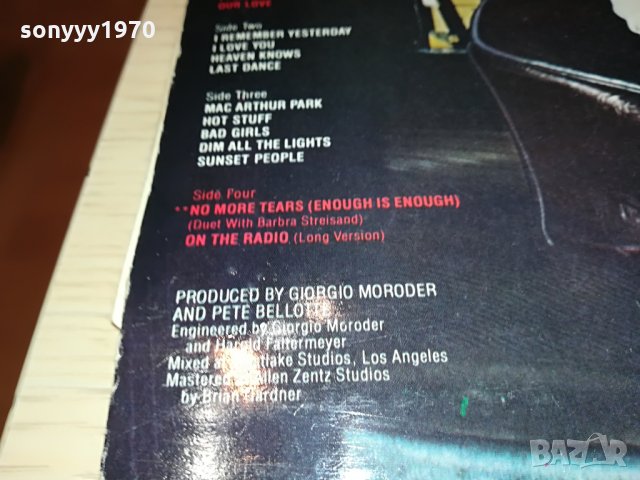 sonyyy1970
OUR LOVE
Side Two
I REMEMBER YESTERDAY
I LOVE YOU
HEAVEN KNOWS
LAST DANCE
Side Three
MAC ARTHUR PARK
HOT STUFF
BAD GIRLS
DIM ALL THE LIGHTS
SUNSET PEOPLE
Side Four
**NO MORE TEARS (ENOUGH IS ENOUGH)
(Duet With Barbra Streisand)
ON THE RADIO (Long Version)
PRODUCED BY GIORGIO MORODER
AND PETE BELLOTTE
Engineered by Giorgio Moroder
and Harold Faltermeyer
Mixed at Westlake Studios, Los Angeles
Mastered at Allen Zentz Studios
by Brian Gardner
BAZAR
bazar.bg